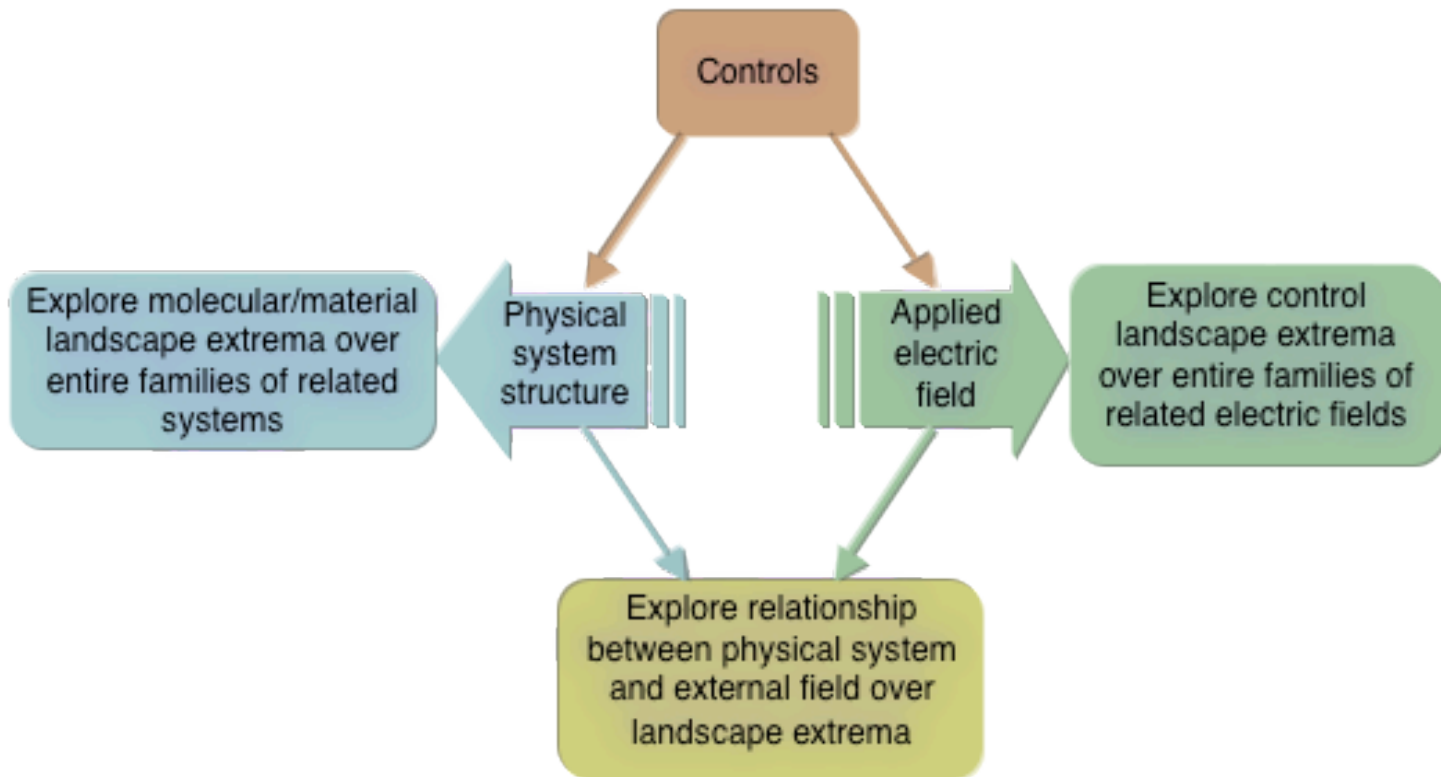 Controls
Explore molecular/material
landscape extrema over
entire families of related
systems
Physical
system
structure
Applied
electric
field
Explore control
landscape extrema
over entire families of
related electric fields
Explore relationship
between physical system
and external field over
landscape extrema